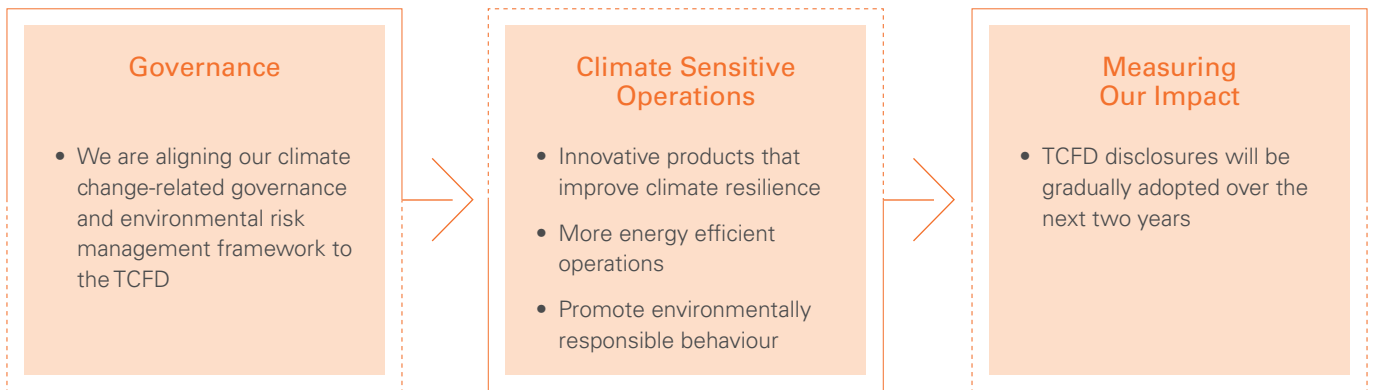 Governance
• We are aligning our climate
change-related governance
and environmental risk
management framework to
the TCFD
Climate Sensitive
Operations
• Innovative products that
improve climate resilience
• More energy efficient
operations
• Promote environmentally
responsible behaviour
Measuring
Our Impact
• TCFD disclosures will be
gradually adopted over the
next two years